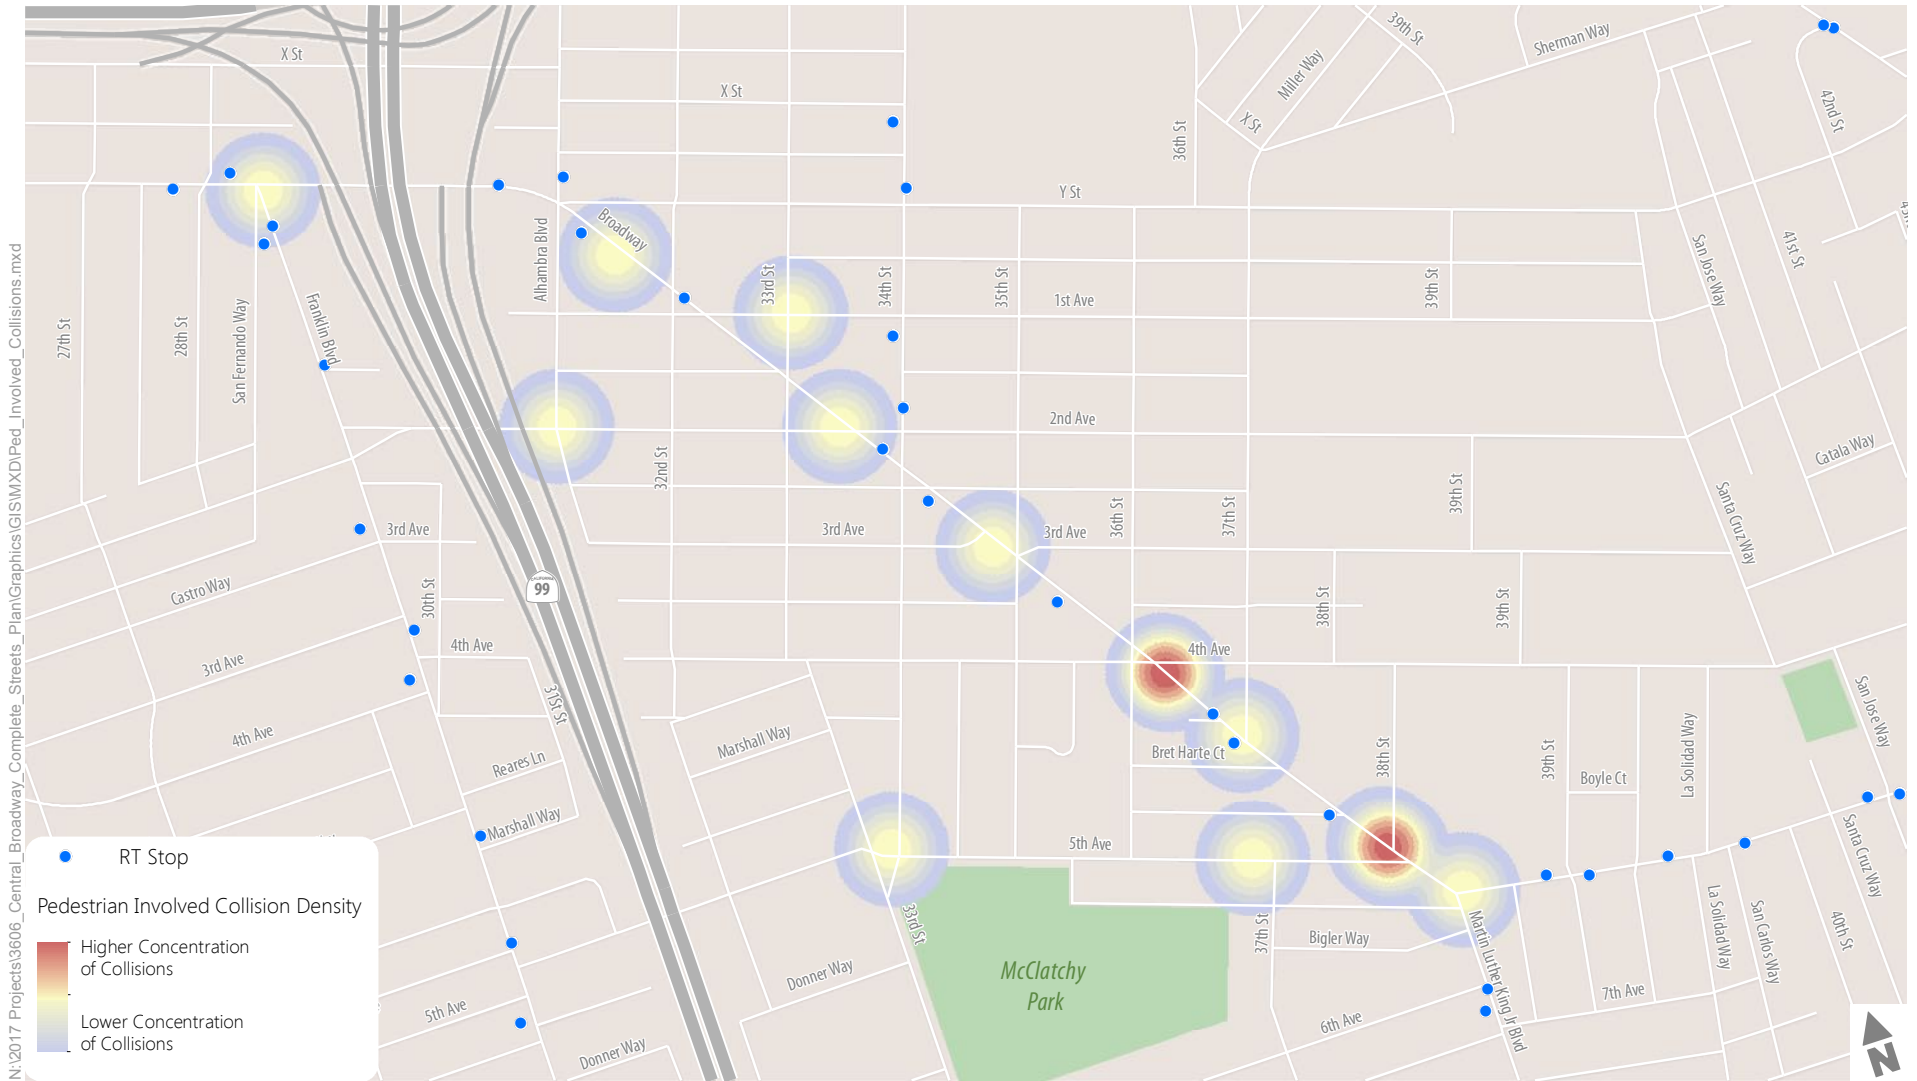 X St
X St
39th St
Miller Way
X St
Sherman Way
42nd St
36th St
Y St
Broadway
Alhambra Blvd
33rd St
34th St
35th St
1st Ave
39th St
San Jose Way
41st St
27th St
28th St
San Fernando Way
Franklin Blvd
2nd Ave
32nd St
Catala Way
3rd Ave
3rd Ave
3rd Ave
36th St
37th St
39th St
Santa Cruz Way
CALIFORNIA
99
Castro Way
30th St
38th St
39th St
4th Ave
4th Ave
3rd Ave
31St St
4th Ave
Marshall Way
Reares Ln
Bret Harte Ct
38th St
39th St
Boyle Ct
La Solidad Way
San Jose Way
Marshall Way
5th Ave
Santa Cruz Way
33rd St
37th St
Bigler Way
Martin Luther King Jr Blvd
La Solidad Way
San Carlos Way
40th St
McClatchy
Park
Donner Way
7th Ave
6th Ave
5th Ave
Donner Way
RT Stop
Pedestrian Involved Collision Density
Higher Concentration
of Collisions
Lower Concentration
of Collisions
N
N:\2017 Projects\3606_Central_Broadway_Complete_Streets_Plan\Graphics\GIS\MXD\Ped_Involved_Collisions.mxd